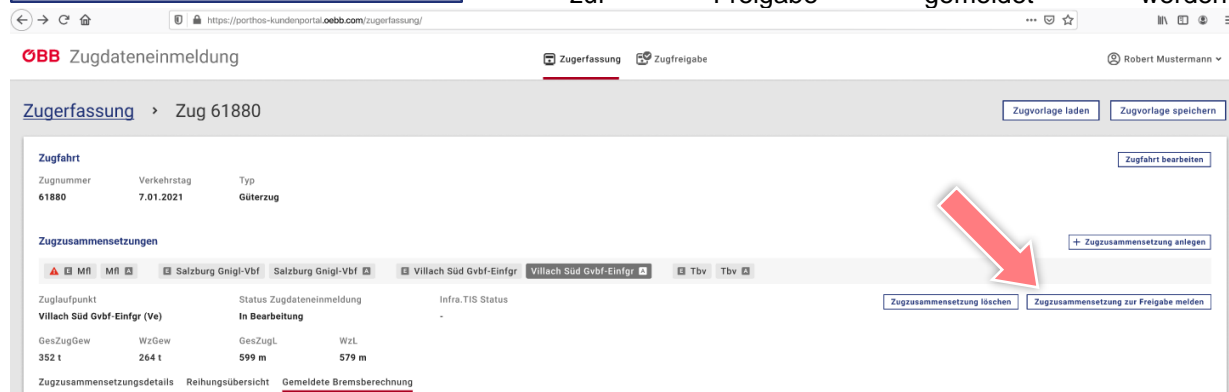 zur Freigabe gemeldet werden
https://porthos-kundenportal.oebb.com/zugerfassung/
ÖBB Zugdateneinmeldung Zugerfassung Zugfreigabe Robert Mustermann
Zugerfassung > Zug 61880 Zugvorlage laden Zugvorlage speichern
Zugfahrt Zugfahrt bearbeiten
Zugnummer Verkehrstag Typ
61880 7.01.2021 Güterzug
Zugzusammensetzungen + Zugzusammensetzung anlegen
E Mfl Mfl A E Salzburg Gnigl-Vbf Salzburg Gnigl-Vbf A E Villach Süd Gvbf-Einfgr Villach Süd Gvbf-Einfgr A E Tbv Tbv A
Zuglaufpunkt Status Zugdateneinmeldung Infra.TIS Status Zugzusammensetzung löschen Zugzusammensetzung zur Freigabe melden
Villach Süd Gvbf-Einfgr (Ve) In Bearbeitung -
GesZugGew WzGew GesZugL WzL
352 t 264 t 599 m 579 m
Zugzusammensetzungsdetails Reihungsübersicht Gemeldete Bremsberechnung